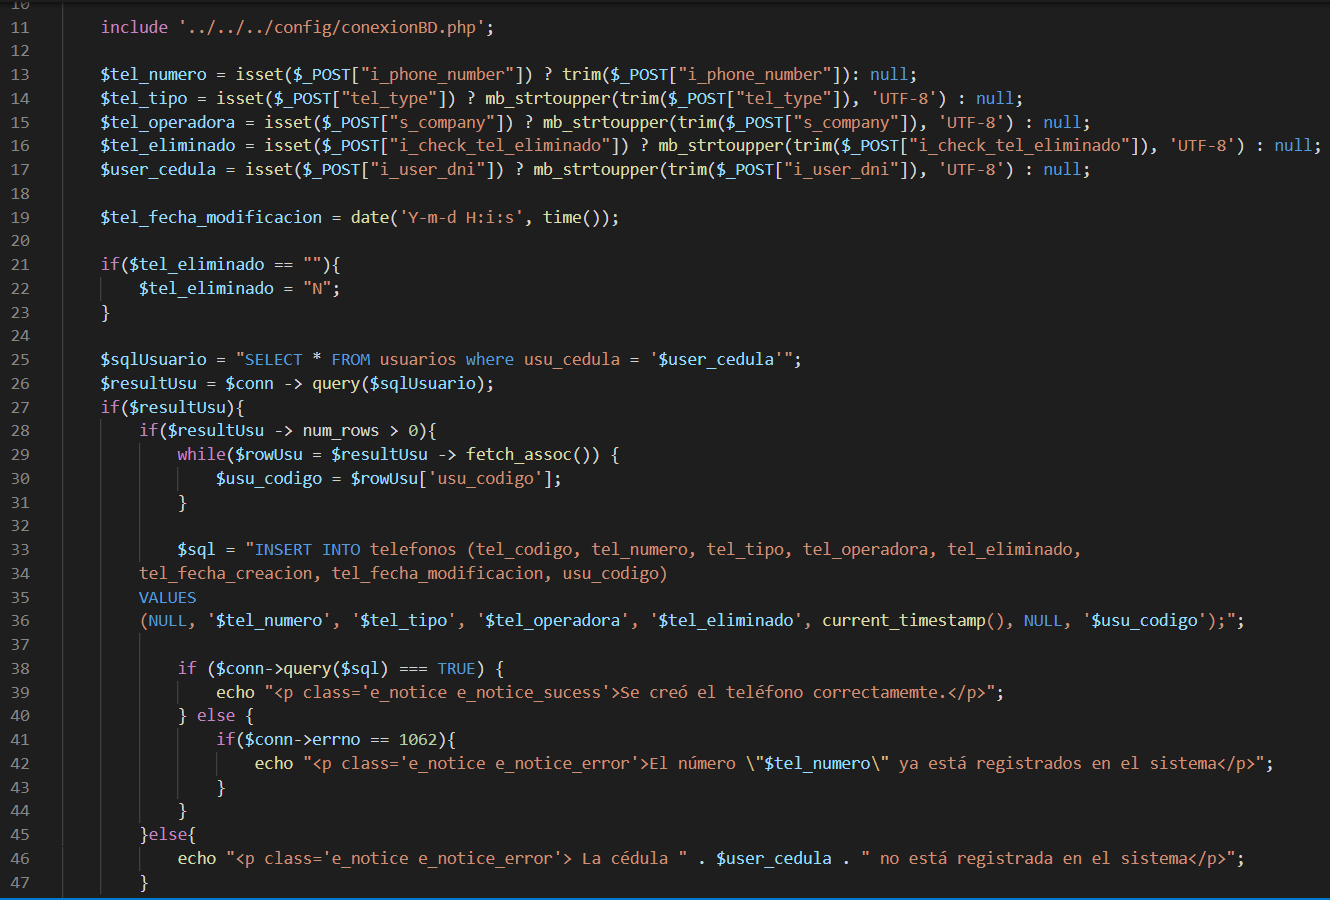 10
11 include '../../../config/conexionBD.php';
12
13 $tel_numero = isset($_POST["i_phone_number"]) ? trim($_POST["i_phone_number"]): null;
14 $tel_tipo = isset($_POST["tel_type"]) ? mb_strtoupper(trim($_POST["tel_type"]), 'UTF-8') : null;
15 $tel_operadora = isset($_POST["s_company"]) ? mb_strtoupper(trim($_POST["s_company"]), 'UTF-8') : null;
16 $tel_eliminado = isset($_POST["i_check_tel_eliminado"]) ? mb_strtoupper(trim($_POST["i_check_tel_eliminado"]), 'UTF-8') : null;
17 $user_cedula = isset($_POST["i_user_dni"]) ? mb_strtoupper(trim($_POST["i_user_dni"]), 'UTF-8') : null;
18
19 $tel_fecha_modificacion = date('Y-m-d H:i:s', time());
20
21 if($tel_eliminado == ""){
22 $tel_eliminado = "N";
23 }
24
25 $sqlUsuario = "SELECT * FROM usuarios where usu_cedula = '$user_cedula'";
26 $resultUsu = $conn -> query($sqlUsuario);
27 if($resultUsu){
28 if($resultUsu -> num_rows > 0){
29 while($rowUsu = $resultUsu -> fetch_assoc()) {
30 $usu_codigo = $rowUsu['usu_codigo'];
31 }
32
33 $sql = "INSERT INTO telefonos (tel_codigo, tel_numero, tel_tipo, tel_operadora, tel_eliminado,
34 tel_fecha_creacion, tel_fecha_modificacion, usu_codigo)
35 VALUES
36 (NULL, '$tel_numero', '$tel_tipo', '$tel_operadora', '$tel_eliminado', current_timestamp(), NULL, '$usu_codigo');";
37
38 if ($conn->query($sql) === TRUE) {
39 echo "<p class='e_notice e_notice_sucess'>Se creó el teléfono correctamemte.</p>";
40 } else {
41 if($conn->errno == 1062){
42 echo "<p class='e_notice e_notice_error'>El número \"$tel_numero\" ya está registrados en el sistema</p>";
43 }
44 }
45 }else{
46 echo "<p class='e_notice e_notice_error'> La cédula " . $user_cedula . " no está registrada en el sistema</p>";
47 }